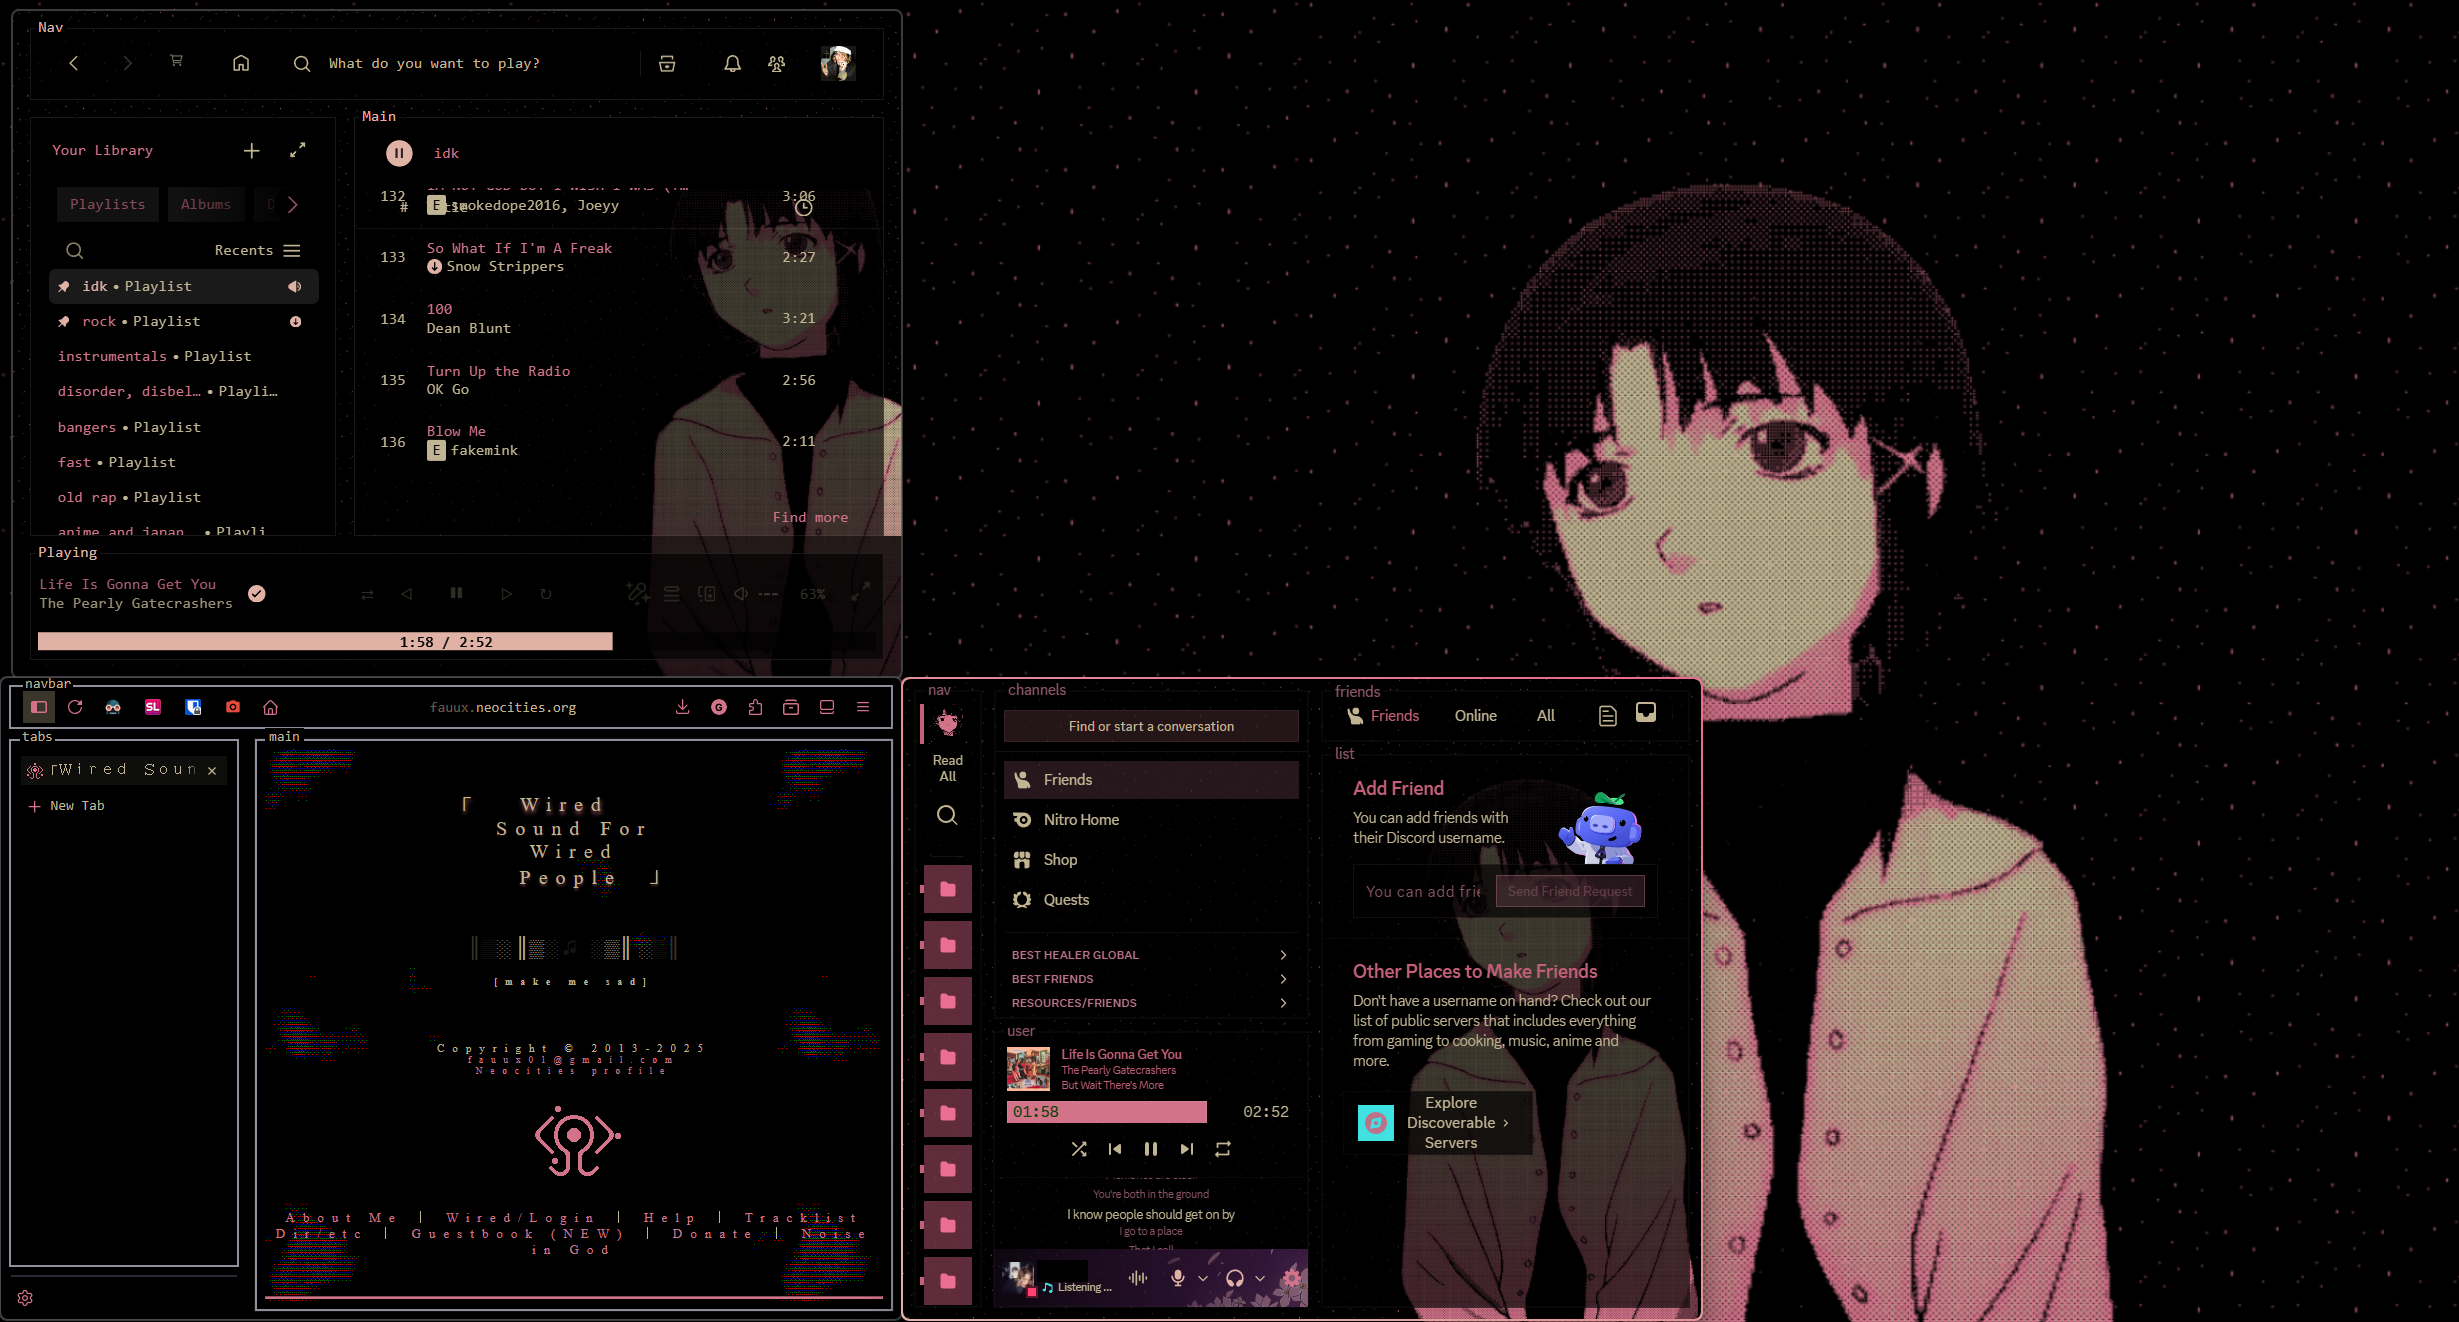 Nav
What do you want to play?
Your Library
Playlists
Albums
Recents
idk • Playlist
rock • Playlist
instrumentals • Playlist
disorder, disbel… • Playli…
bangers • Playlist
fast • Playlist
old rap • Playlist
anime and japan… • Playli…
Main
idk
#
132
E smokedope2016, Joeyy
3:06
133
So What If I'm A Freak
Snow Strippers
2:27
134
100
Dean Blunt
3:21
135
Turn Up the Radio
OK Go
2:56
136
Blow Me
E fakemink
2:11
Find more
Playing
Life Is Gonna Get You
The Pearly Gatecrashers
63%
1:58 / 2:52
navbar
SL
fauux.neocities.org
G
tabs
「Wired Soun
New Tab
main
「 Wired
Sound For
Wired
People 」
[make me sad]
Copyright © 2013-2025
fauux01@gmail.com
Neocities profile
About Me | Wired/Login | Help | Tracklist
Dir/etc | Guestbook (NEW) | Donate | Noise
in God
nav
Read
All
channels
Find or start a conversation
Friends
Nitro Home
Shop
Quests
BEST HEALER GLOBAL
BEST FRIENDS
RESOURCES/FRIENDS
user
Life Is Gonna Get You
The Pearly Gatecrashers
But Wait There's More
01:58
02:52
You're both in the ground
I know people should get on by
I go to a place
That I call
Listening ...
friends
Friends
Online
All
list
Add Friend
You can add friends with
their Discord username.
You can add frie
Send Friend Request
Other Places to Make Friends
Don't have a username on hand? Check out our
list of public servers that includes everything
from gaming to cooking, music, anime and
more.
Explore
Discoverable
Servers